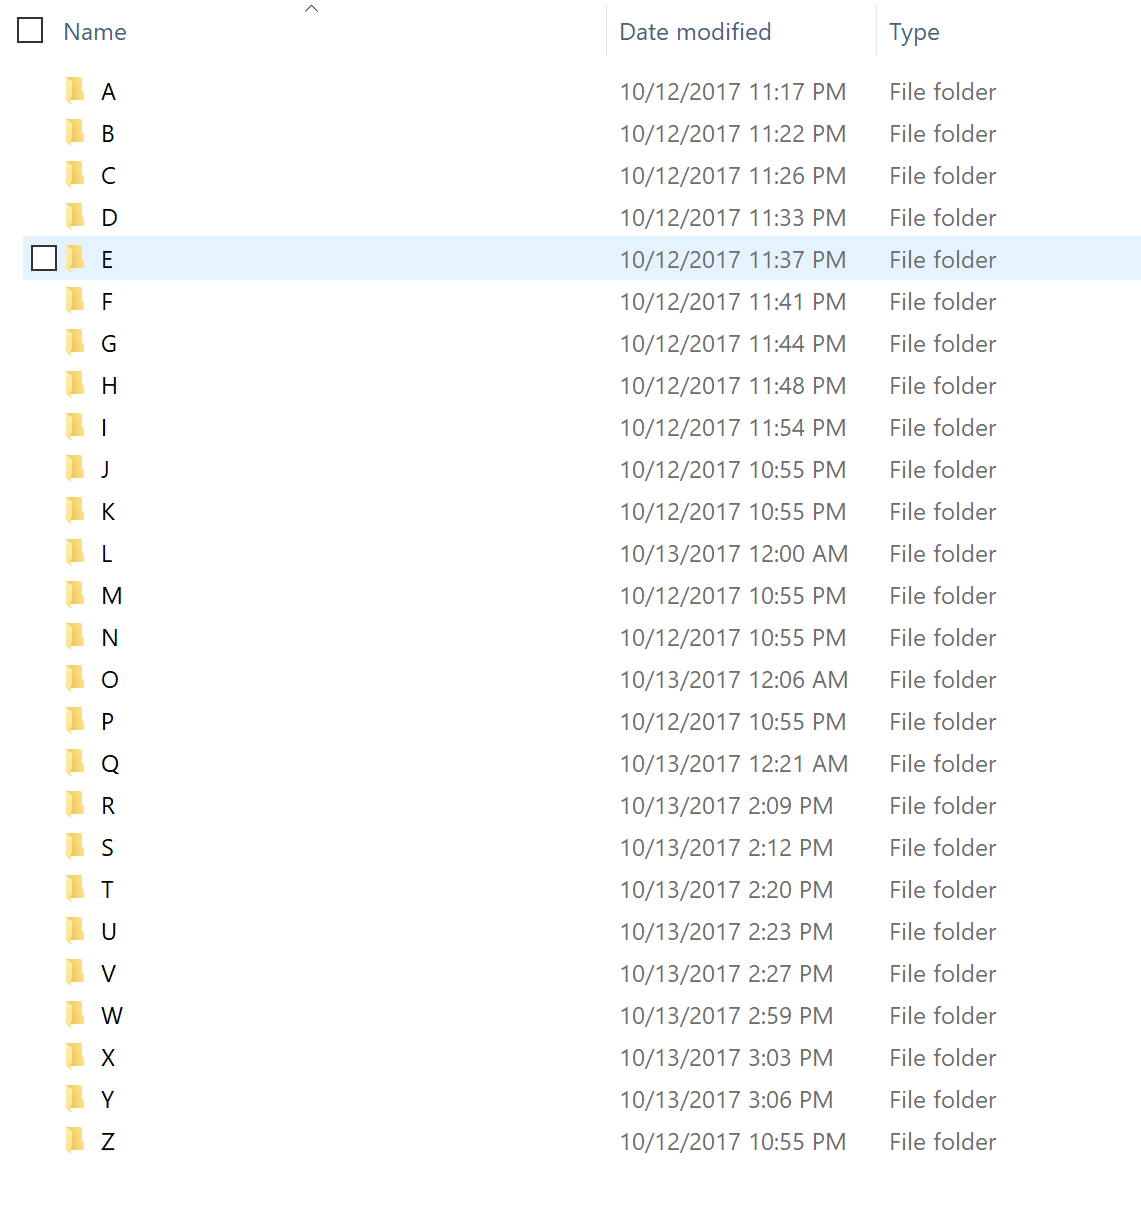 Name Date modified Type
A 10/12/2017 11:17 PM File folder
B 10/12/2017 11:22 PM File folder
C 10/12/2017 11:26 PM File folder
D 10/12/2017 11:33 PM File folder
E 10/12/2017 11:37 PM File folder
F 10/12/2017 11:41 PM File folder
G 10/12/2017 11:44 PM File folder
H 10/12/2017 11:48 PM File folder
I 10/12/2017 11:54 PM File folder
J 10/12/2017 10:55 PM File folder
K 10/12/2017 10:55 PM File folder
L 10/13/2017 12:00 AM File folder
M 10/12/2017 10:55 PM File folder
N 10/12/2017 10:55 PM File folder
O 10/13/2017 12:06 AM File folder
P 10/12/2017 10:55 PM File folder
Q 10/13/2017 12:21 AM File folder
R 10/13/2017 2:09 PM File folder
S 10/13/2017 2:12 PM File folder
T 10/13/2017 2:20 PM File folder
U 10/13/2017 2:23 PM File folder
V 10/13/2017 2:27 PM File folder
W 10/13/2017 2:59 PM File folder
X 10/13/2017 3:03 PM File folder
Y 10/13/2017 3:06 PM File folder
Z 10/12/2017 10:55 PM File folder